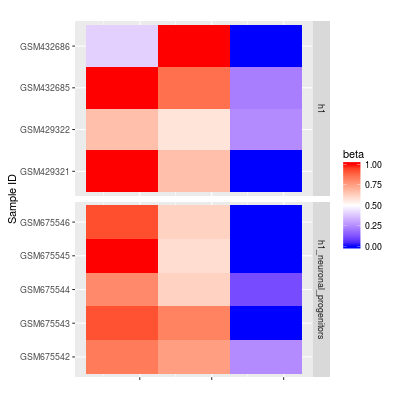 GSM432686
GSM432685
GSM429322
GSM429321
h1
GSM675546
GSM675545
GSM675544
GSM675543
GSM675542
h1_neuronal_progenitors
Sample ID
beta
1.00
0.75
0.50
0.25
0.00